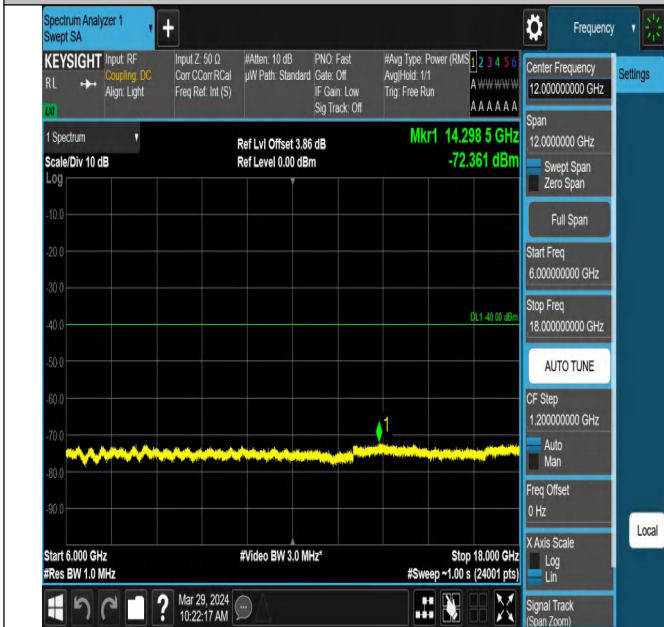 Spectrum Analyzer 1
Swept SA
Frequency
KEYSIGHT
RL
LXI
Input: RF
Coupling: DC
Align: Light
Input Z: 50 Ω
Corr CCorr RCal
Freq Ref: Int (S)
#Atten: 10 dB
µW Path: Standard
PNO: Fast
Gate: Off
IF Gain: Low
Sig Track: Off
#Avg Type: Power (RMS
Avg|Hold: 1/1
Trig: Free Run
1 2 3 4 5 6
A W W W W W
A A A A A A
1 Spectrum
Scale/Div 10 dB
Log
Ref Lvl Offset 3.86 dB
Ref Level 0.00 dBm
Mkr1 14.298 5 GHz
-72.361 dBm
-10.0
-20.0
-30.0
-40.0
-50.0
-60.0
-70.0
-80.0
-90.0
DL1 -40.00 dBm
1
Start 6.000 GHz
#Res BW 1.0 MHz
#Video BW 3.0 MHz*
Stop 18.000 GHz
#Sweep ~1.00 s (24001 pts)
Mar 29, 2024
10:22:17 AM
Center Frequency
12.000000000 GHz
Settings
Span
12.0000000 GHz
Swept Span
Zero Span
Full Span
Start Freq
6.000000000 GHz
Stop Freq
18.000000000 GHz
AUTO TUNE
CF Step
1.200000000 GHz
Auto
Man
Freq Offset
0 Hz
X Axis Scale
Log
Lin
Local
Signal Track
(Span Zoom)